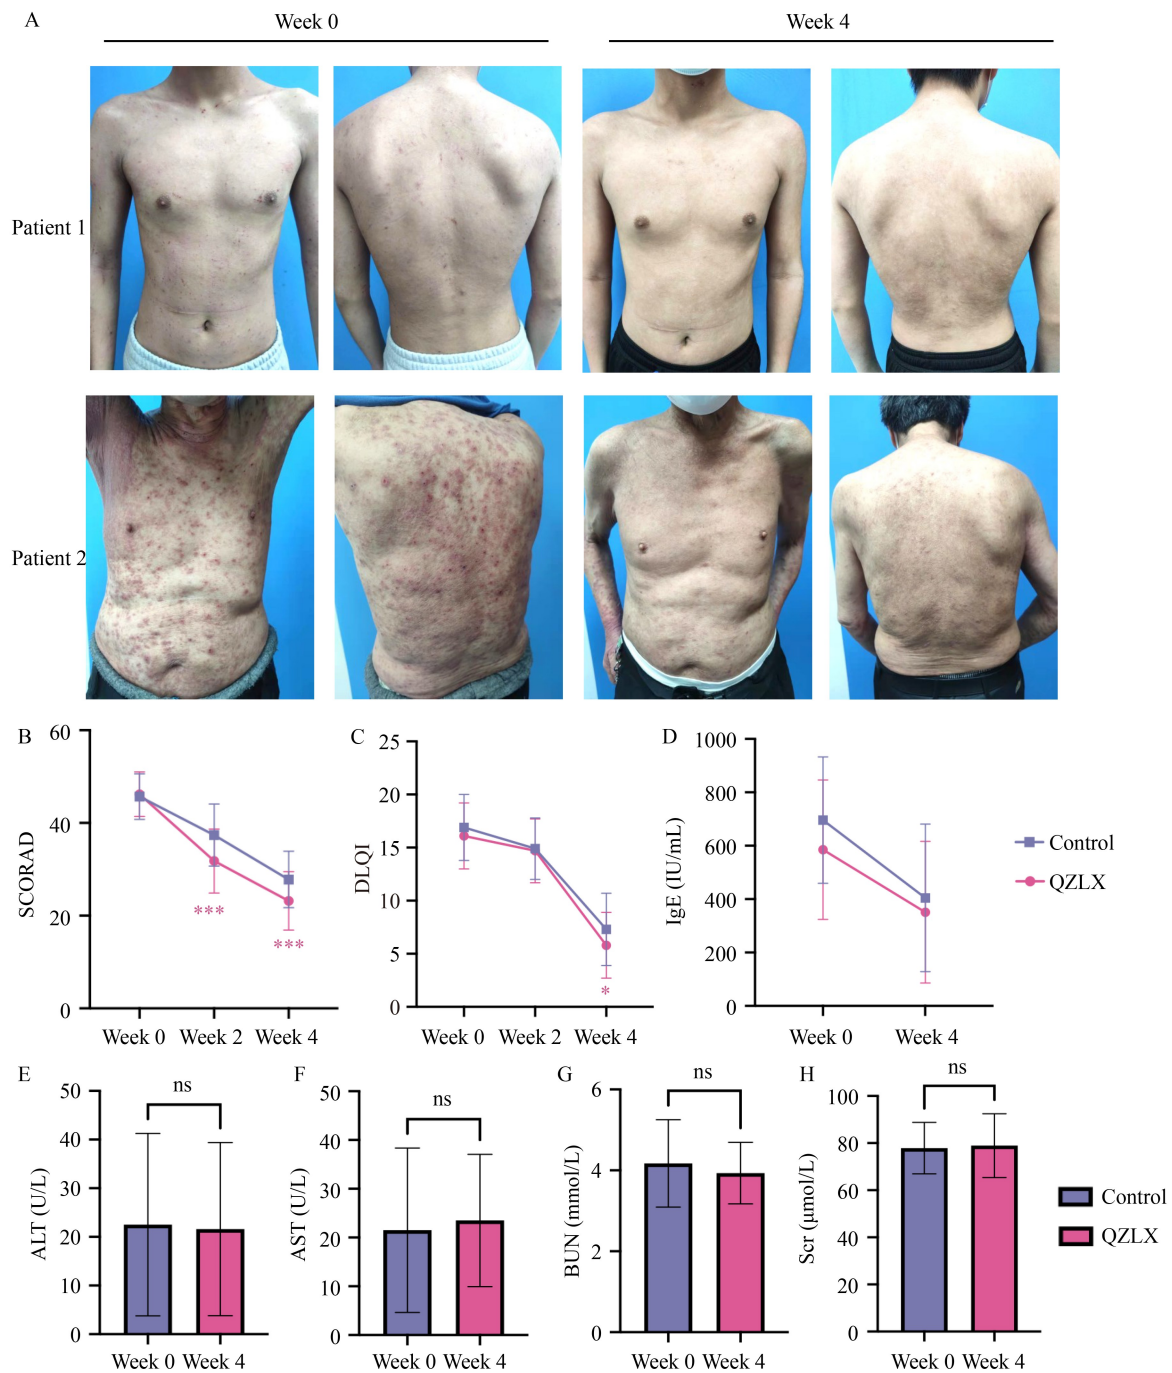 A
Week 0
Week 4
Patient 1
Patient 2
B
60
40
20
0
SCORAD
***
***
Week 0
Week 2
Week 4
C
25
20
15
10
5
0
DLQI
*
Week 0
Week 2
Week 4
D
1000
800
600
400
200
0
IgE (IU/mL)
Week 0
Week 4
Control
QZLX
E
50
40
30
20
10
0
ALT (U/L)
ns
Week 0
Week 4
F
50
40
30
20
10
0
AST (U/L)
ns
Week 0
Week 4
G
6
4
2
0
BUN (mmol/L)
ns
Week 0
Week 4
H
100
80
60
40
20
0
Scr (μmol/L)
ns
Week 0
Week 4
Control
QZLX